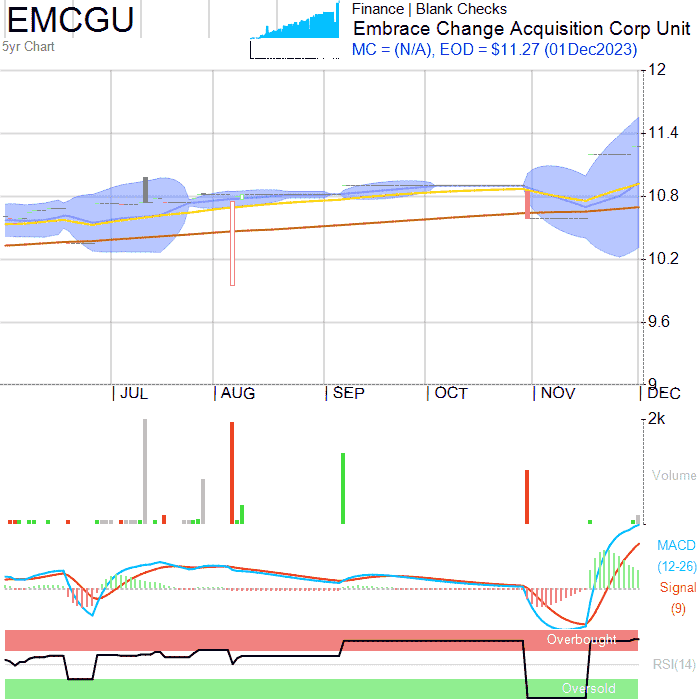 EMCGU
5yr Chart
Finance | Blank Checks
Embrace Change Acquisition Corp Unit
MC = (N/A), EOD = $11.27 (01Dec2023)
12
11.4
10.8
10.2
9.6
9
JUL AUG SEP OCT NOV DEC
2k
Volume
MACD
(12-26)
Signal
(9)
Overbought
RSI(14)
Oversold